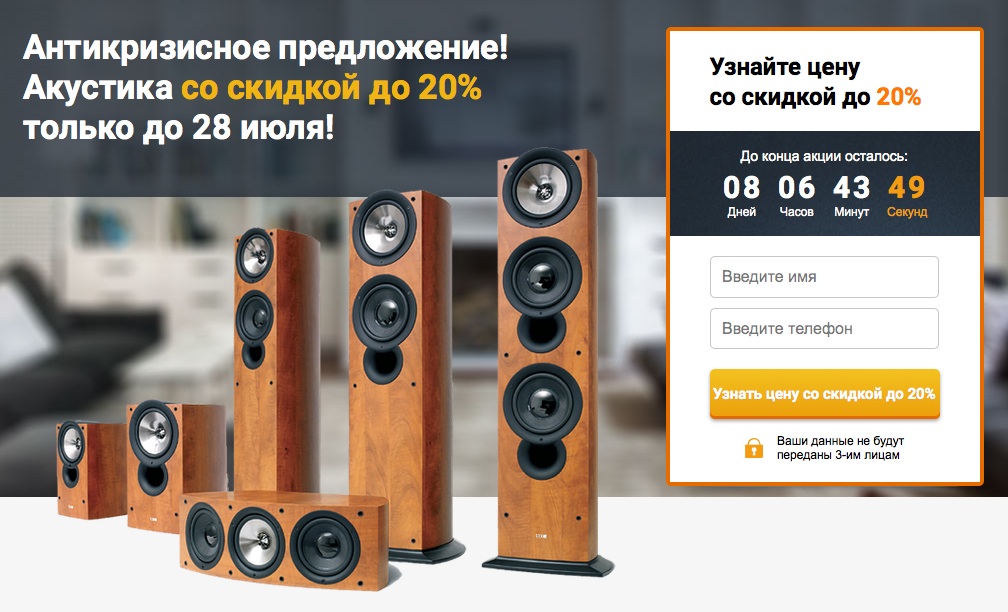 Антикризисное предложение!
Акустика со скидкой до 20%
только до 28 июля!
Узнайте цену
со скидкой до 20%
До конца акции осталось:
08 06 43 49
Дней Часов Минут Секунд
Введите имя
Введите телефон
Узнать цену со скидкой до 20%
Ваши данные не будут
переданы 3-им лицам